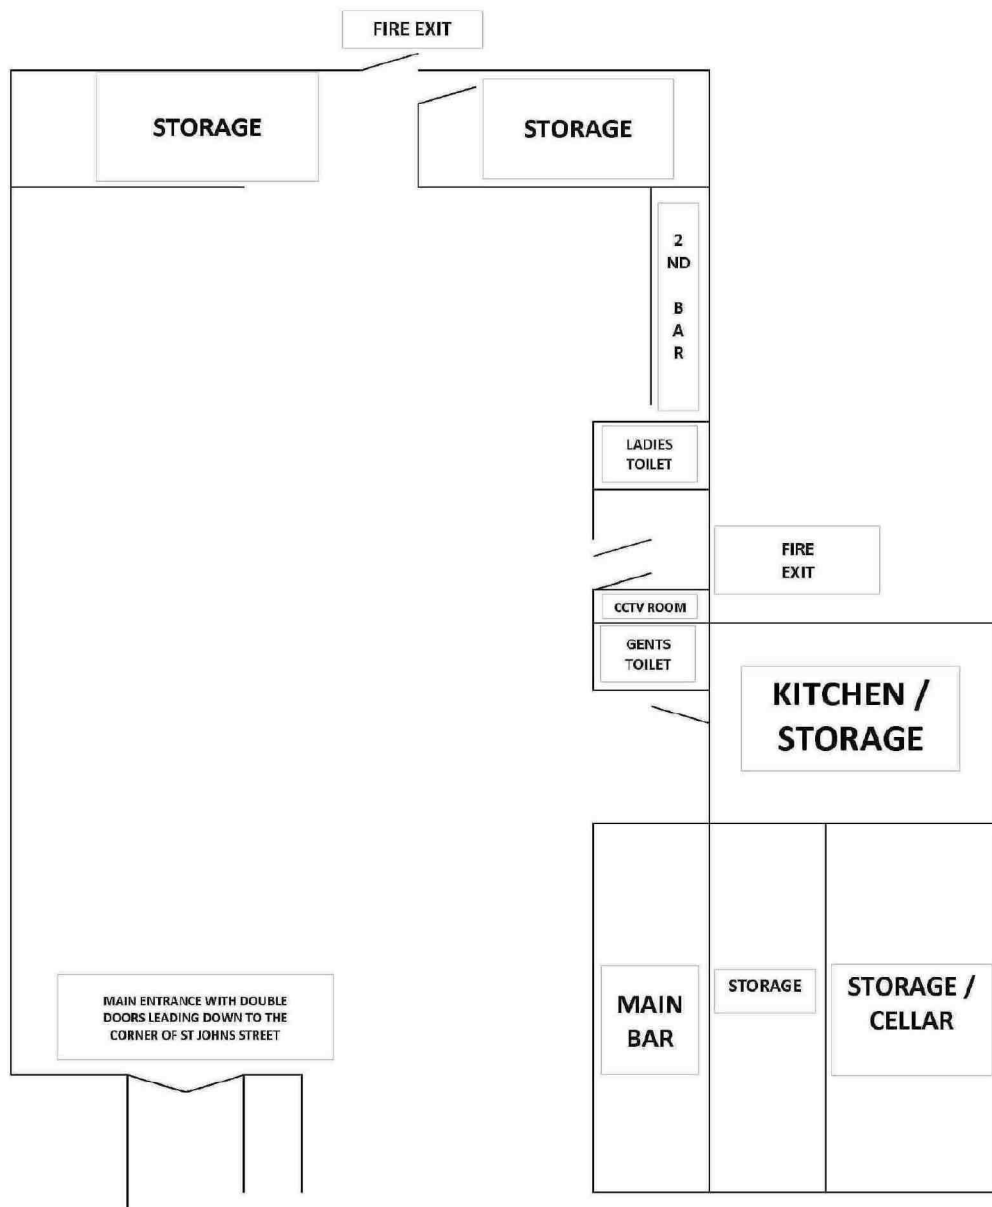 FIRE EXIT
STORAGE
STORAGE
2
ND
B
A
R
LADIES
TOILET
FIRE
EXIT
CCTV ROOM
GENTS
TOILET
KITCHEN /
STORAGE
MAIN ENTRANCE WITH DOUBLE
DOORS LEADING DOWN TO THE
CORNER OF ST JOHNS STREET
MAIN
BAR
STORAGE
STORAGE /
CELLAR